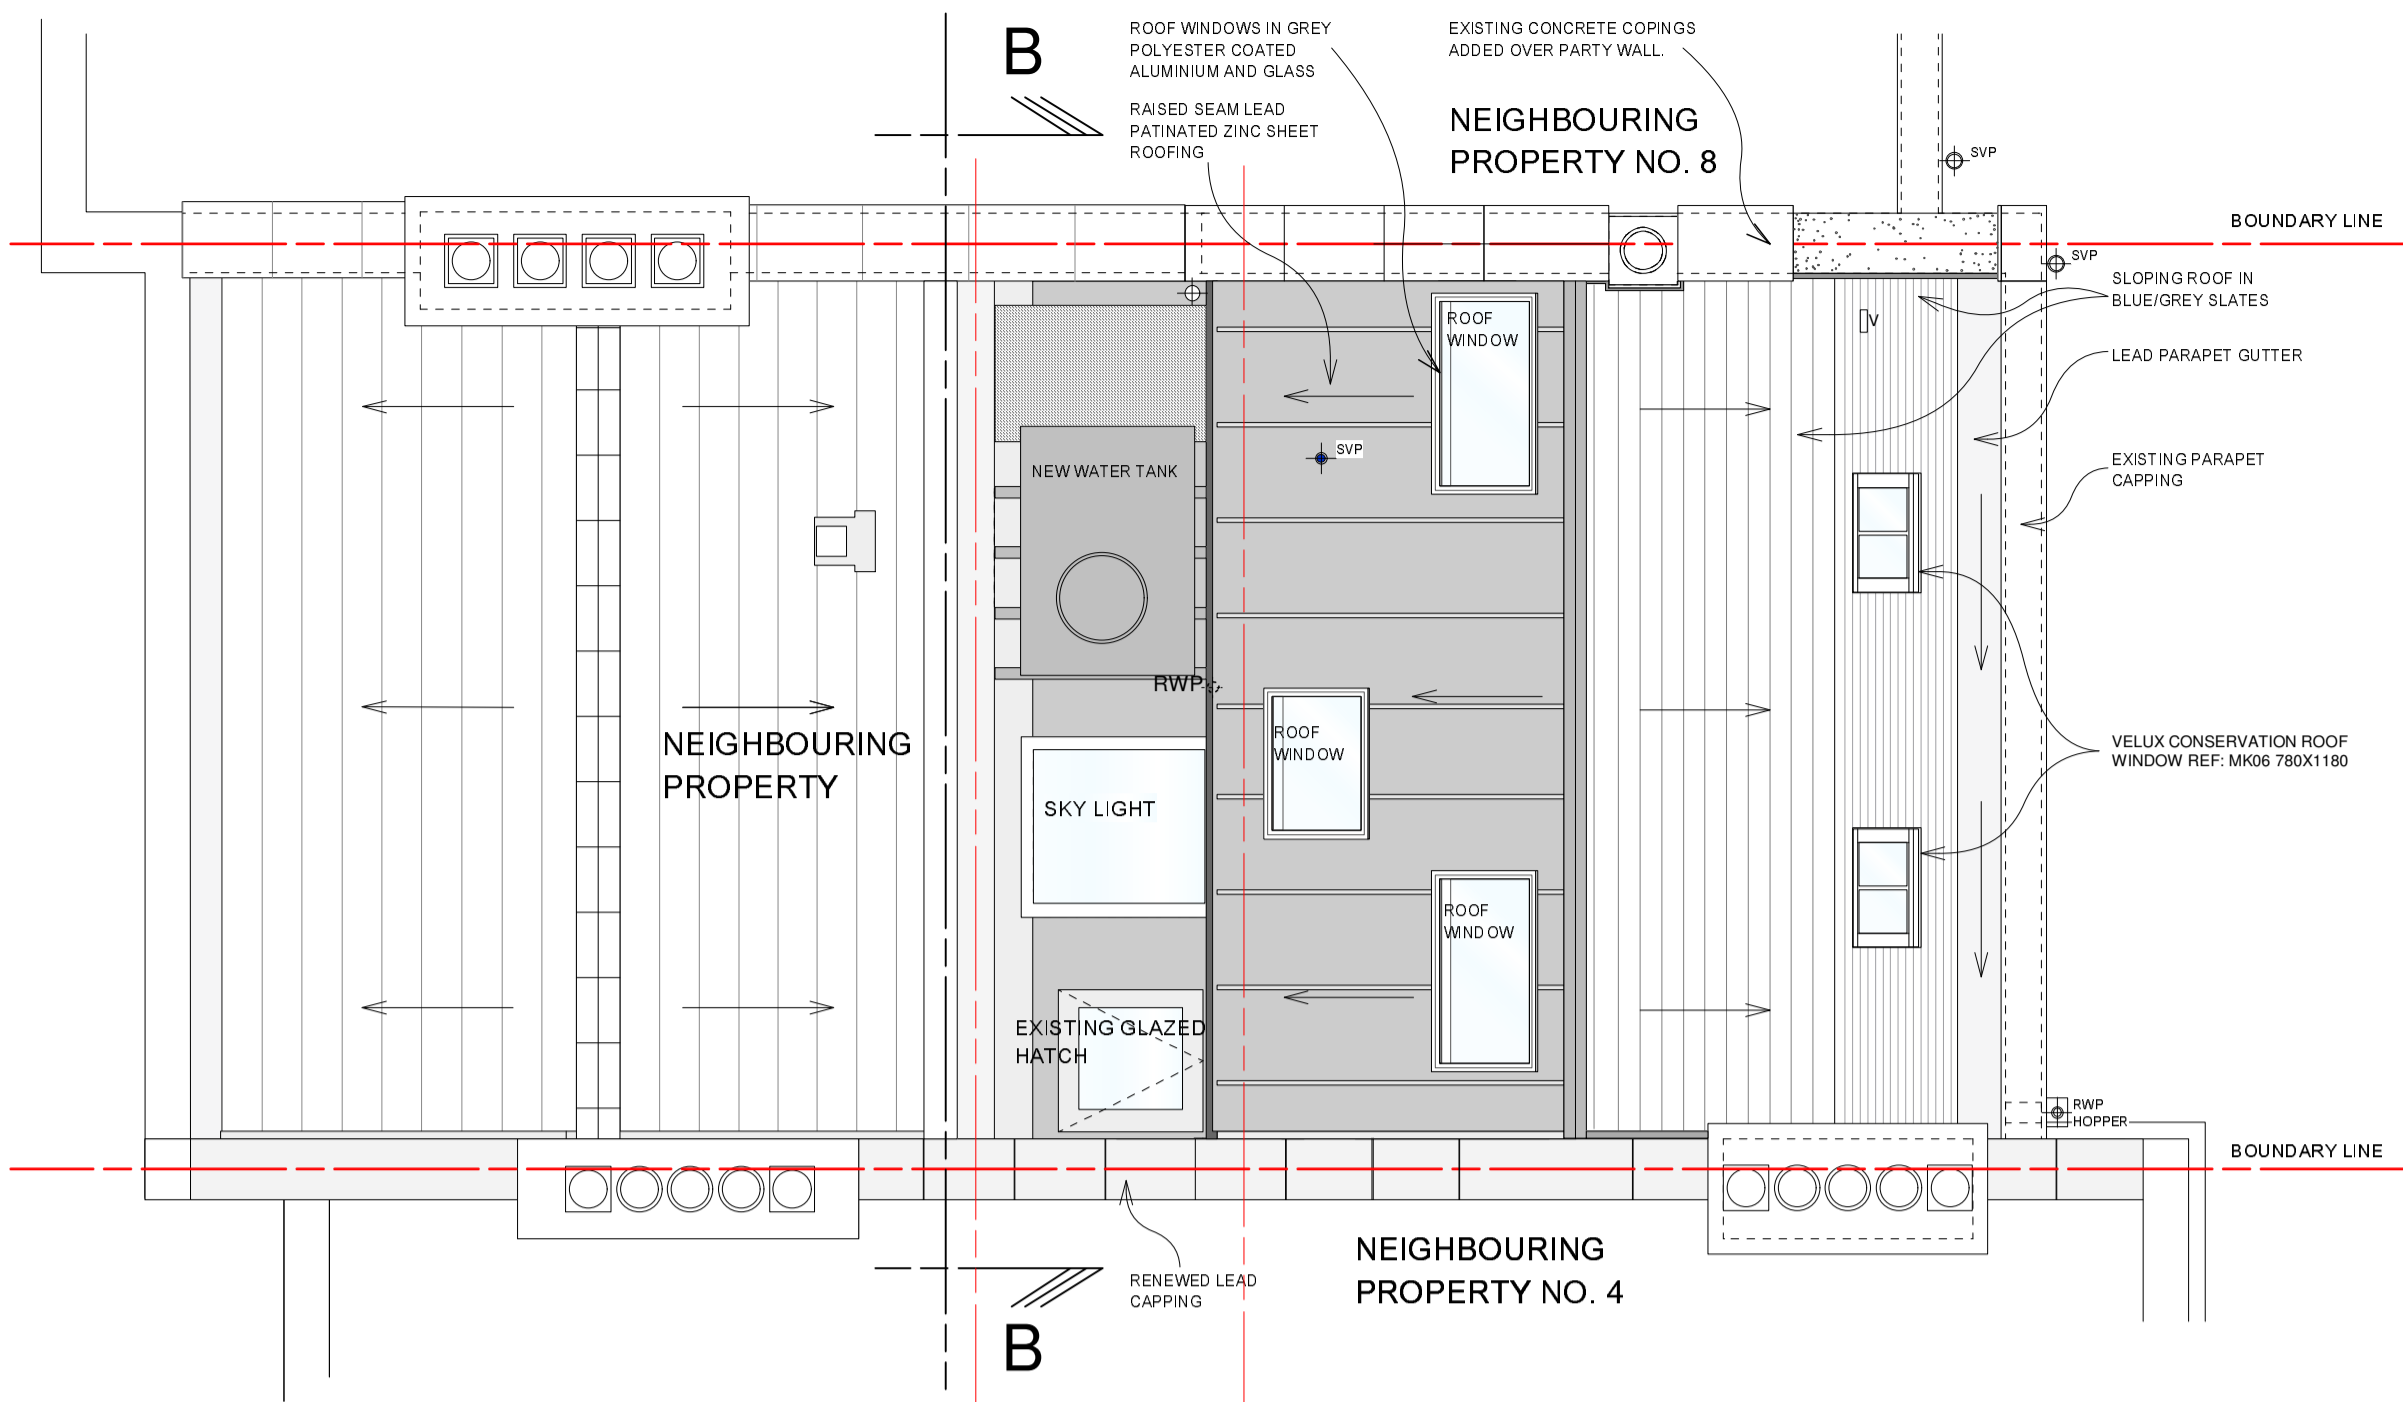 B
ROOF WINDOWS IN GREY
POLYESTER COATED
ALUMINIUM AND GLASS
EXISTING CONCRETE COPINGS
ADDED OVER PARTY WALL.
RAISED SEAM LEAD
PATINATED ZINC SHEET
ROOFING
NEIGHBOURING
PROPERTY NO. 8
SVP
BOUNDARY LINE
SVP
SLOPING ROOF IN
BLUE/GREY SLATES
ROOF
WINDOW
V
LEAD PARAPET GUTTER
SVP
EXISTING PARAPET
CAPPING
NEW WATER TANK
RWP
NEIGHBOURING
PROPERTY
ROOF
WINDOW
VELUX CONSERVATION ROOF
WINDOW REF: MK06 780X1180
SKY LIGHT
ROOF
WINDOW
EXISTING GLAZED
HATCH
RWP
HOPPER
BOUNDARY LINE
NEIGHBOURING
PROPERTY NO. 4
RENEWED LEAD
CAPPING
B